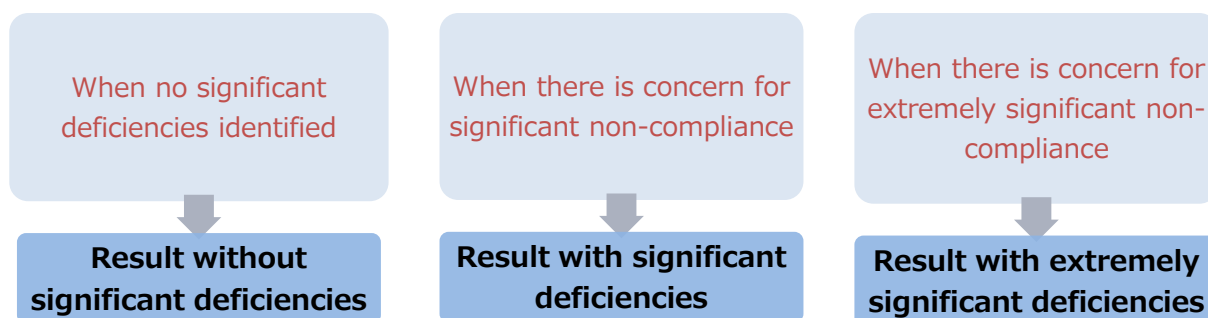 When no significant
deficiencies identified
When there is concern for
significant non-compliance
When there is concern for
extremely significant non-
compliance
Result without
significant deficiencies
Result with significant
deficiencies
Result with extremely
significant deficiencies